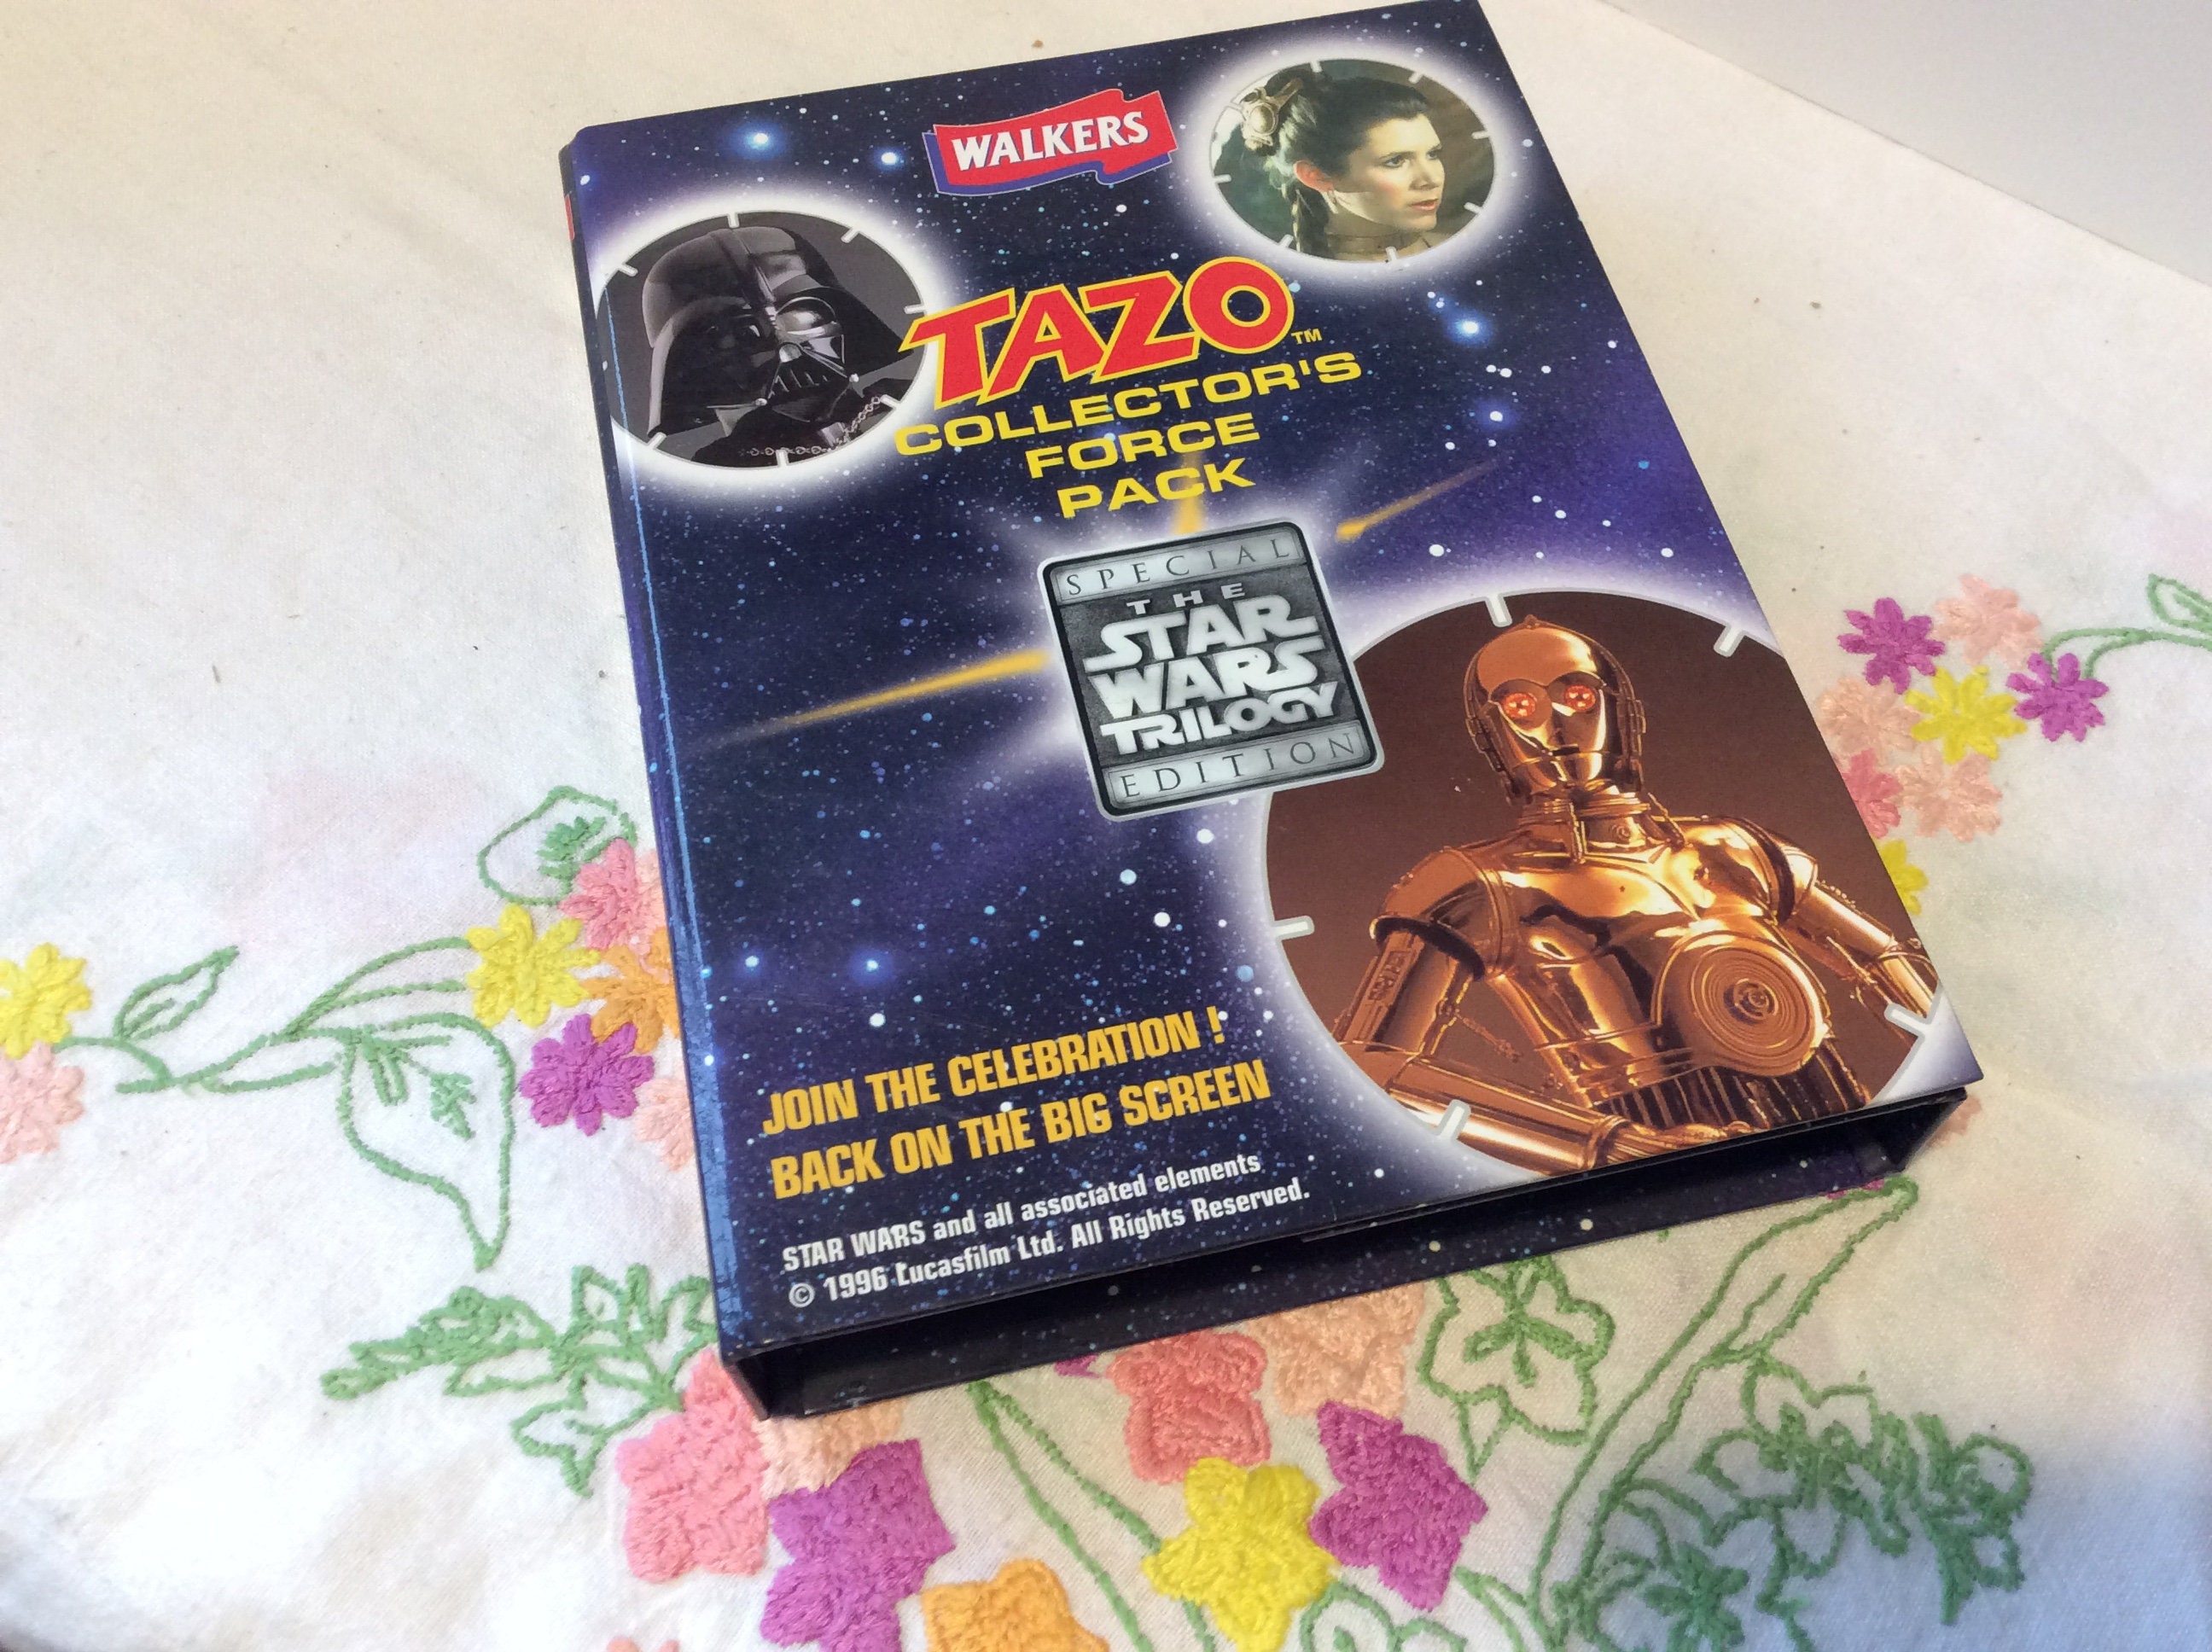 WALKERS
TAZO™
COLLECTOR'S
FORCE
PACK
SPECIAL
THE
STAR
WARS
TRILOGY
EDITION
JOIN THE CELEBRATION !
BACK ON THE BIG SCREEN
STAR WARS and all associated elements
© 1996 Lucasfilm Ltd. All Rights Reserved.